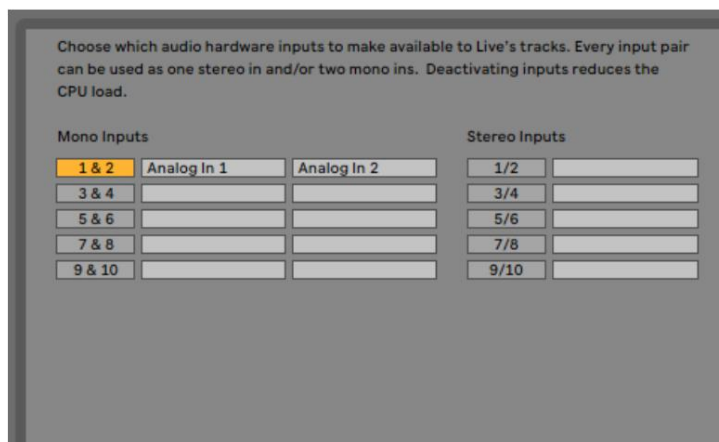 Choose which audio hardware inputs to make available to Live's tracks. Every input pair
can be used as one stereo in and/or two mono ins.  Deactivating inputs reduces the
CPU load.
Mono Inputs
Stereo Inputs
1 & 2 Analog In 1 Analog In 2 1/2
3 & 4 3/4
5 & 6 5/6
7 & 8 7/8
9 & 10 9/10